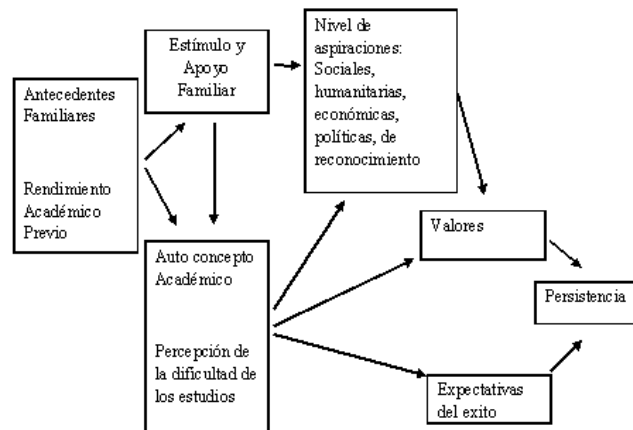 Estímulo y
Apoyo
Familiar
Nivel de
aspiraciones:
Sociales,
humanitarias,
económicas,
políticas, de
reconocimiento
Antecedentes
Familiares
Rendimiento
Académico
Previo
Auto concepto
Académico
Percepción de
la dificultad de
los estudios
Valores
Persistencia
Expectativas
del exito